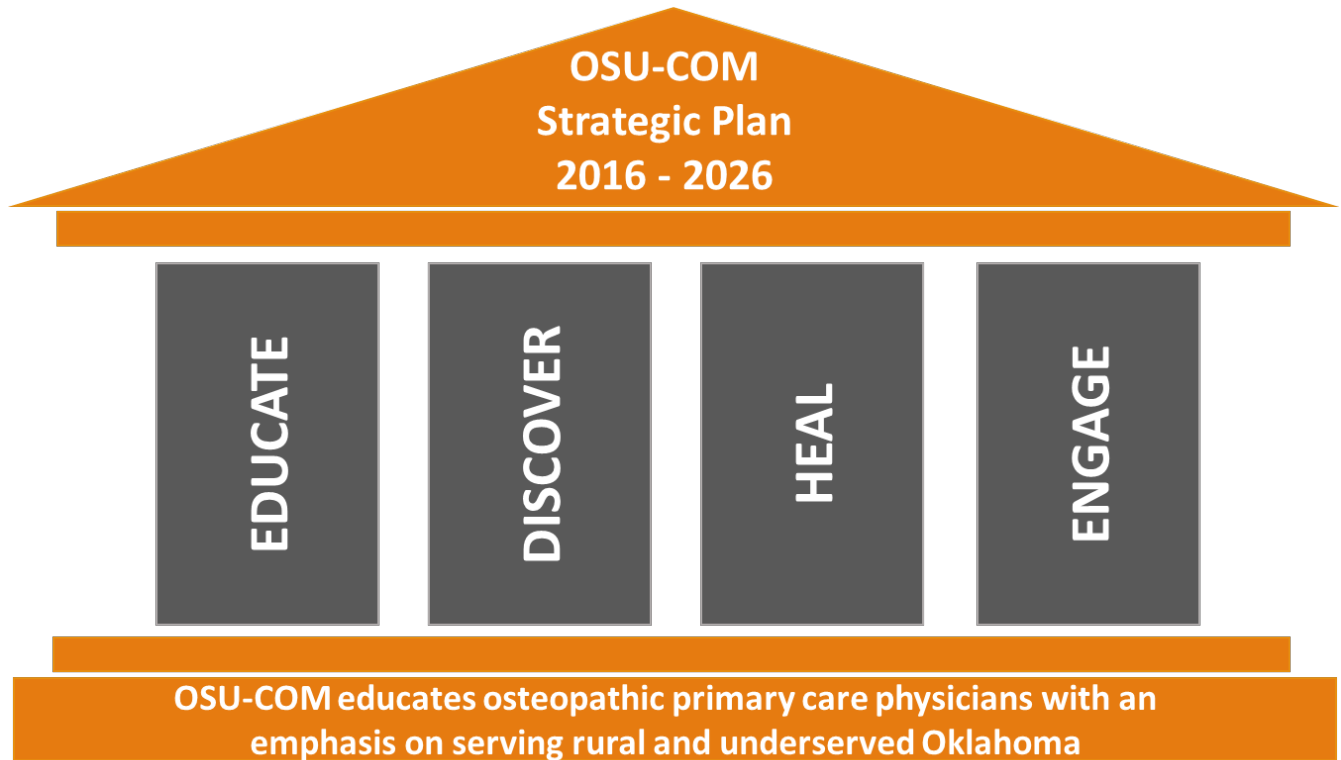 OSU-COM
Strategic Plan
2016 - 2026
EDUCATE
DISCOVER
HEAL
ENGAGE
OSU-COM educates osteopathic primary care physicians with an
emphasis on serving rural and underserved Oklahoma